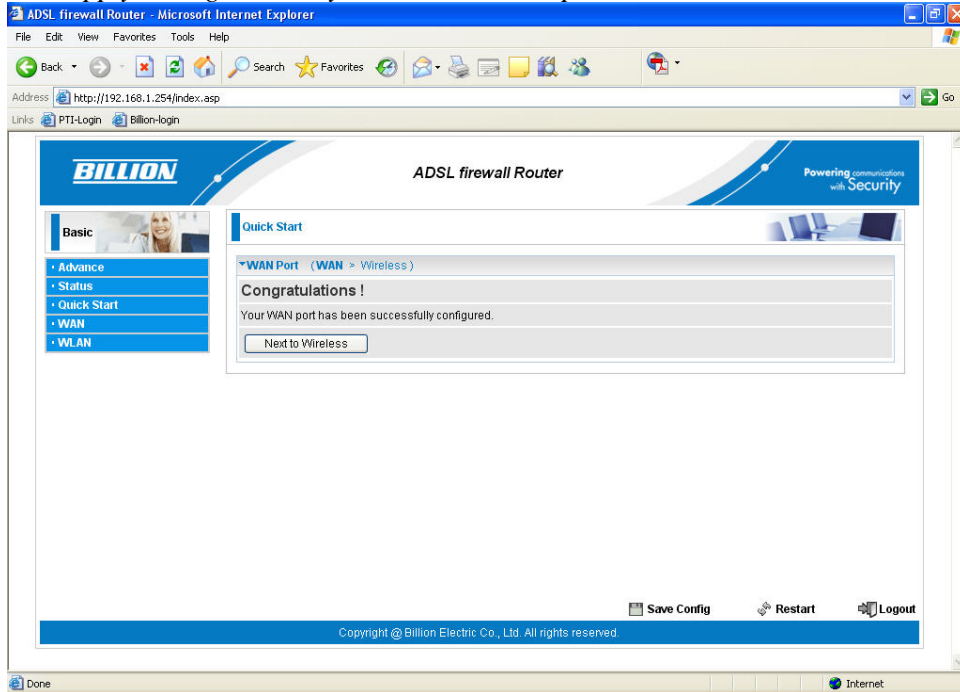 ADSL firewall Router - Microsoft Internet Explorer
File Edit View Favorites Tools Help
Back Search Favorites
Address http://192.168.1.254/index.asp Go
Links PTI-Login Billion-login
BILLION
ADSL firewall Router
Powering communications
with Security
Basic
Quick Start
Advance
Status
Quick Start
WAN
WLAN
WAN Port (WAN > Wireless)
Congratulations !
Your WAN port has been successfully configured.
Next to Wireless
Save Config Restart Logout
Copyright @ Billion Electric Co., Ltd. All rights reserved.
Done Internet